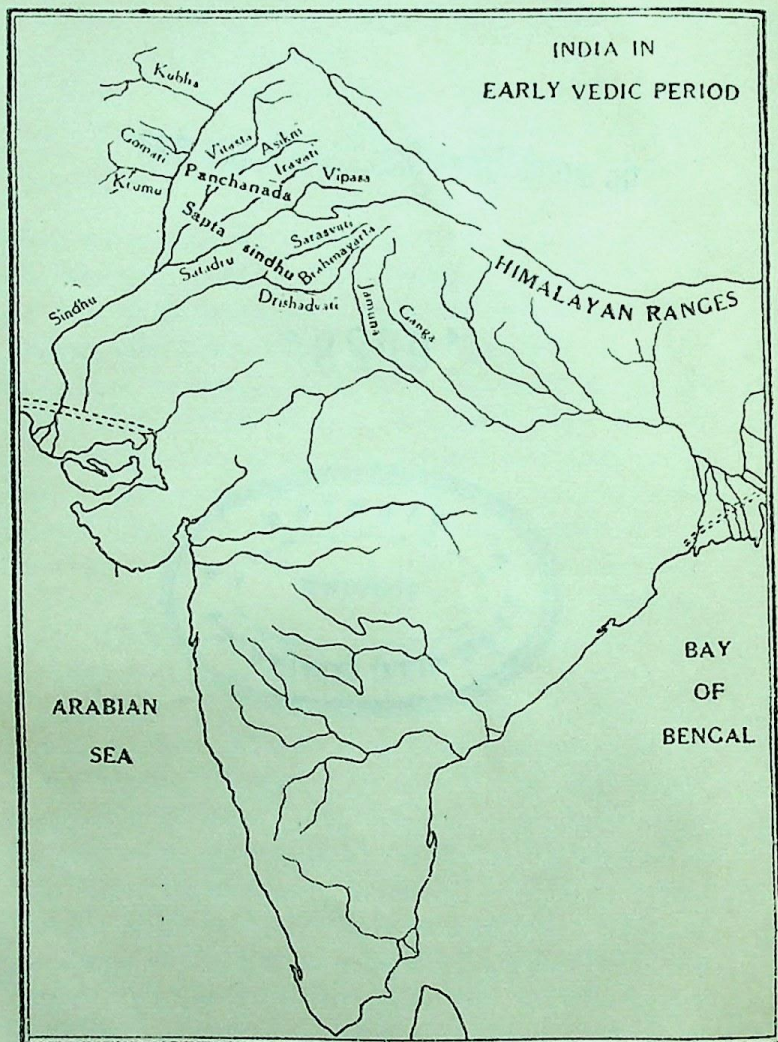 INDIA IN
EARLY VEDIC PERIOD
Kubha
Gomati
Krumu
Vitasta
Asikni
Iravati
Panchanada
Vipasa
Sapta
sindhu
Sarasvati
Brahmavarta
Satadru
Drishadvati
Sindhu
Jamuna
Ganga
HIMALAYAN RANGES
ARABIAN
SEA
BAY
OF
BENGAL